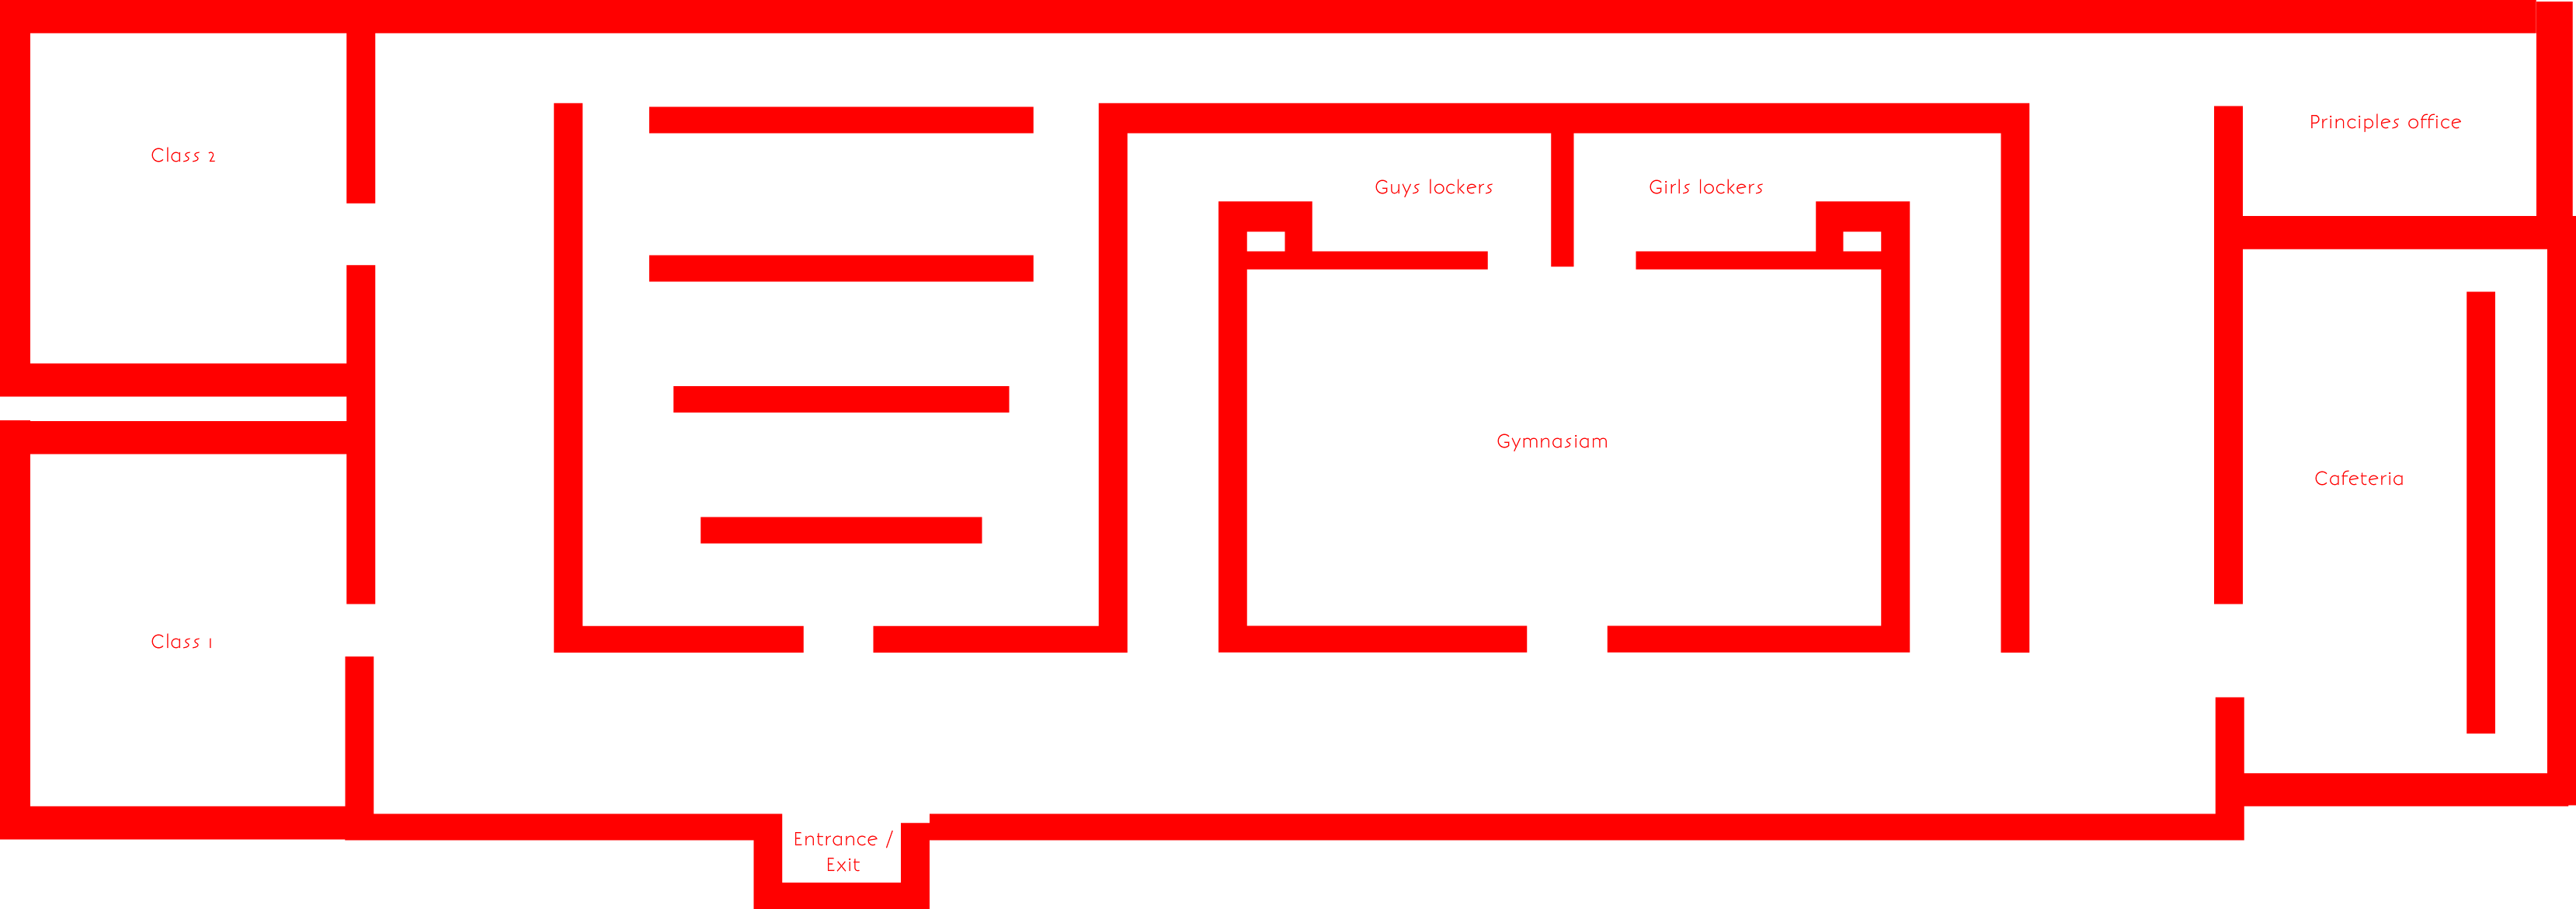 Principles office
Class 2
Guys lockers
Girls lockers
Gymnasiam
Cafeteria
Class 1
Entrance /
Exit